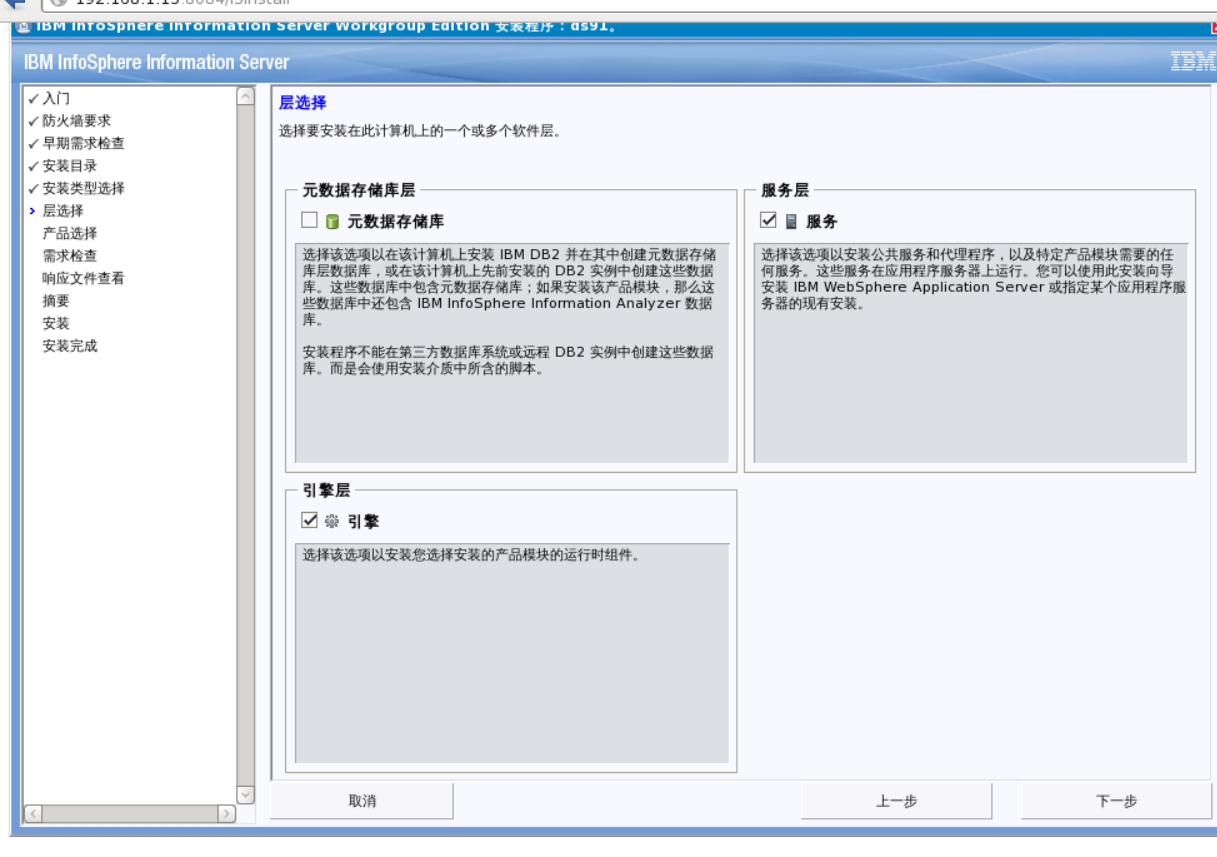 IBM InfoSphere Information Server Workgroup Edition 安装程序：ds91。
IBM InfoSphere Information Server
IBM
✓入门
✓防火墙要求
✓早期需求检查
✓安装目录
✓安装类型选择
层选择
产品选择
需求检查
响应文件查看
摘要
安装
安装完成
层选择
选择要安装在此计算机上的一个或多个软件层。
元数据存储库层
元数据存储库
选择该选项以在该计算机上安装 IBM DB2 并在其中创建元数据存储
库层数据库，或在该计算机上先前安装的 DB2 实例中创建这些数据
库。这些数据库中包含元数据存储库；如果安装该产品模块，那么这
些数据库中还包含 IBM InfoSphere Information Analyzer 数据
库。
安装程序不能在第三方数据库系统或远程 DB2 实例中创建这些数据
库。而是会使用安装介质中所含的脚本。
服务层
服务
选择该选项以安装公共服务和代理程序，以及特定产品模块需要的任
何服务。这些服务在应用程序服务器上运行。您可以使用此安装向导
安装 IBM WebSphere Application Server 或指定某个应用程序服
务器的现有安装。
引擎层
引擎
选择该选项以安装您选择安装的产品模块的运行时组件。
取消
上一步
下一步